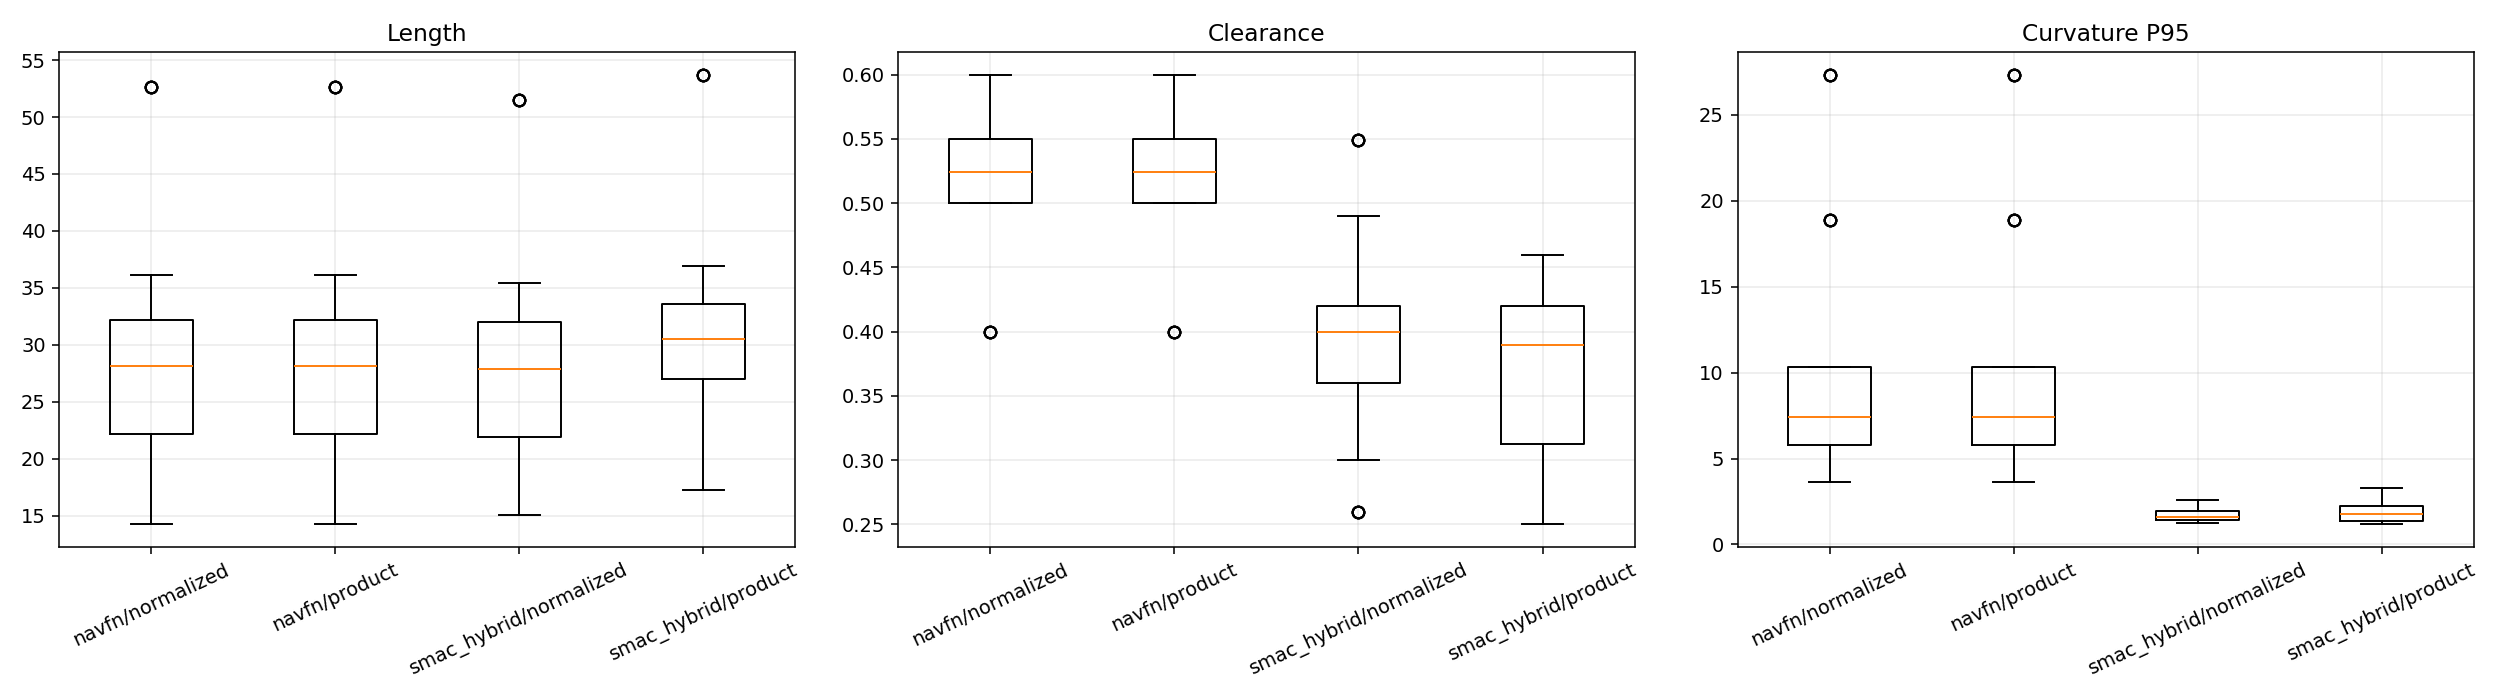 Length
55
50
45
40
35
30
25
20
15
navfn/normalized
navfn/product
smac_hybrid/normalized
smac_hybrid/product
Clearance
0.60
0.55
0.50
0.45
0.40
0.35
0.30
0.25
navfn/normalized
navfn/product
smac_hybrid/normalized
smac_hybrid/product
Curvature P95
25
20
15
10
5
0
navfn/normalized
navfn/product
smac_hybrid/normalized
smac_hybrid/product